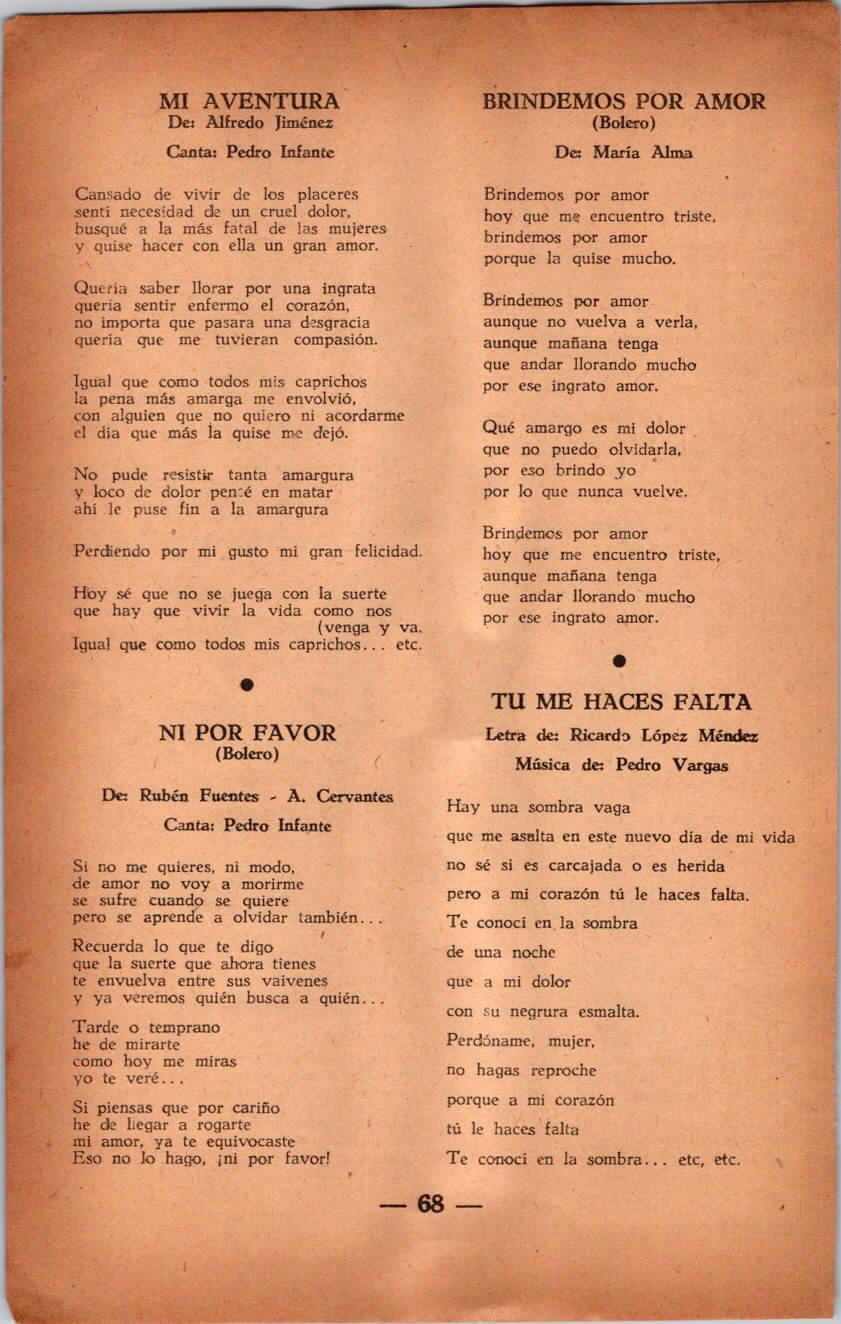 MI AVENTURA
De: Alfredo Jiménez
Canta: Pedro Infante
Cansado de vivir de los placeres
senti necesidad de un cruel dolor,
busqué a la más fatal de las mujeres
y quise hacer con ella un gran amor.
Quería saber llorar por una ingrata
queria sentir enfermo el corazón,
no importa que pasara una desgracia
queria que me tuvieran compasión.
Igual que como todos mis caprichos
la pena más amarga me envolvió,
con alguien que no quiero ni acordarme
el dia que más la quise me dejó.
No pude resistir tanta amargura
y loco de dolor pensé en matar
ahi le puse fin a la amargura
Perdiendo por mi gusto mi gran felicidad.
Hoy sé que no se juega con la suerte
que hay que vivir la vida como nos
(venga y va.
Igual que como todos mis caprichos... etc.
●
NI POR FAVOR
(Bolero)
De: Rubén Fuentes - A. Cervantes
Canta: Pedro Infante
Si no me quieres, ni modo,
de amor no voy a morirme
se sufre cuando se quiere
pero se aprende a olvidar también...
Recuerda lo que te digo
que la suerte que ahora tienes
te envuelva entre sus vaivenes
y ya veremos quién busca a quién...
Tarde o temprano
he de mirarte
como hoy me miras
yo te veré...
Si piensas que por cariño
he de llegar a rogarte
mi amor, ya te equivocaste
Eso no lo hago, ¡ni por favor!
BRINDEMOS POR AMOR
(Bolero)
De: María Alma
Brindemos por amor
hoy que me encuentro triste,
brindemos por amor
porque la quise mucho.
Brindemos por amor
aunque no vuelva a verla,
aunque mañana tenga
que andar llorando mucho
por ese ingrato amor.
Qué amargo es mi dolor
que no puedo olvidarla,
por eso brindo yo
por lo que nunca vuelve.
Brindemos por amor
hoy que me encuentro triste,
aunque mañana tenga
que andar llorando mucho
por ese ingrato amor.
●
TU ME HACES FALTA
Letra de: Ricardo López Méndez
Música de: Pedro Vargas
Hay una sombra vaga
que me asalta en este nuevo día de mi vida
no sé si es carcajada o es herida
pero a mi corazón tú le haces falta.
Te conocí en la sombra
de una noche
que a mi dolor
con su negrura esmalta.
Perdóname, mujer,
no hagas reproche
porque a mi corazón
tú le haces falta
Te conoci en la sombra... etc, etc.
— 68 —